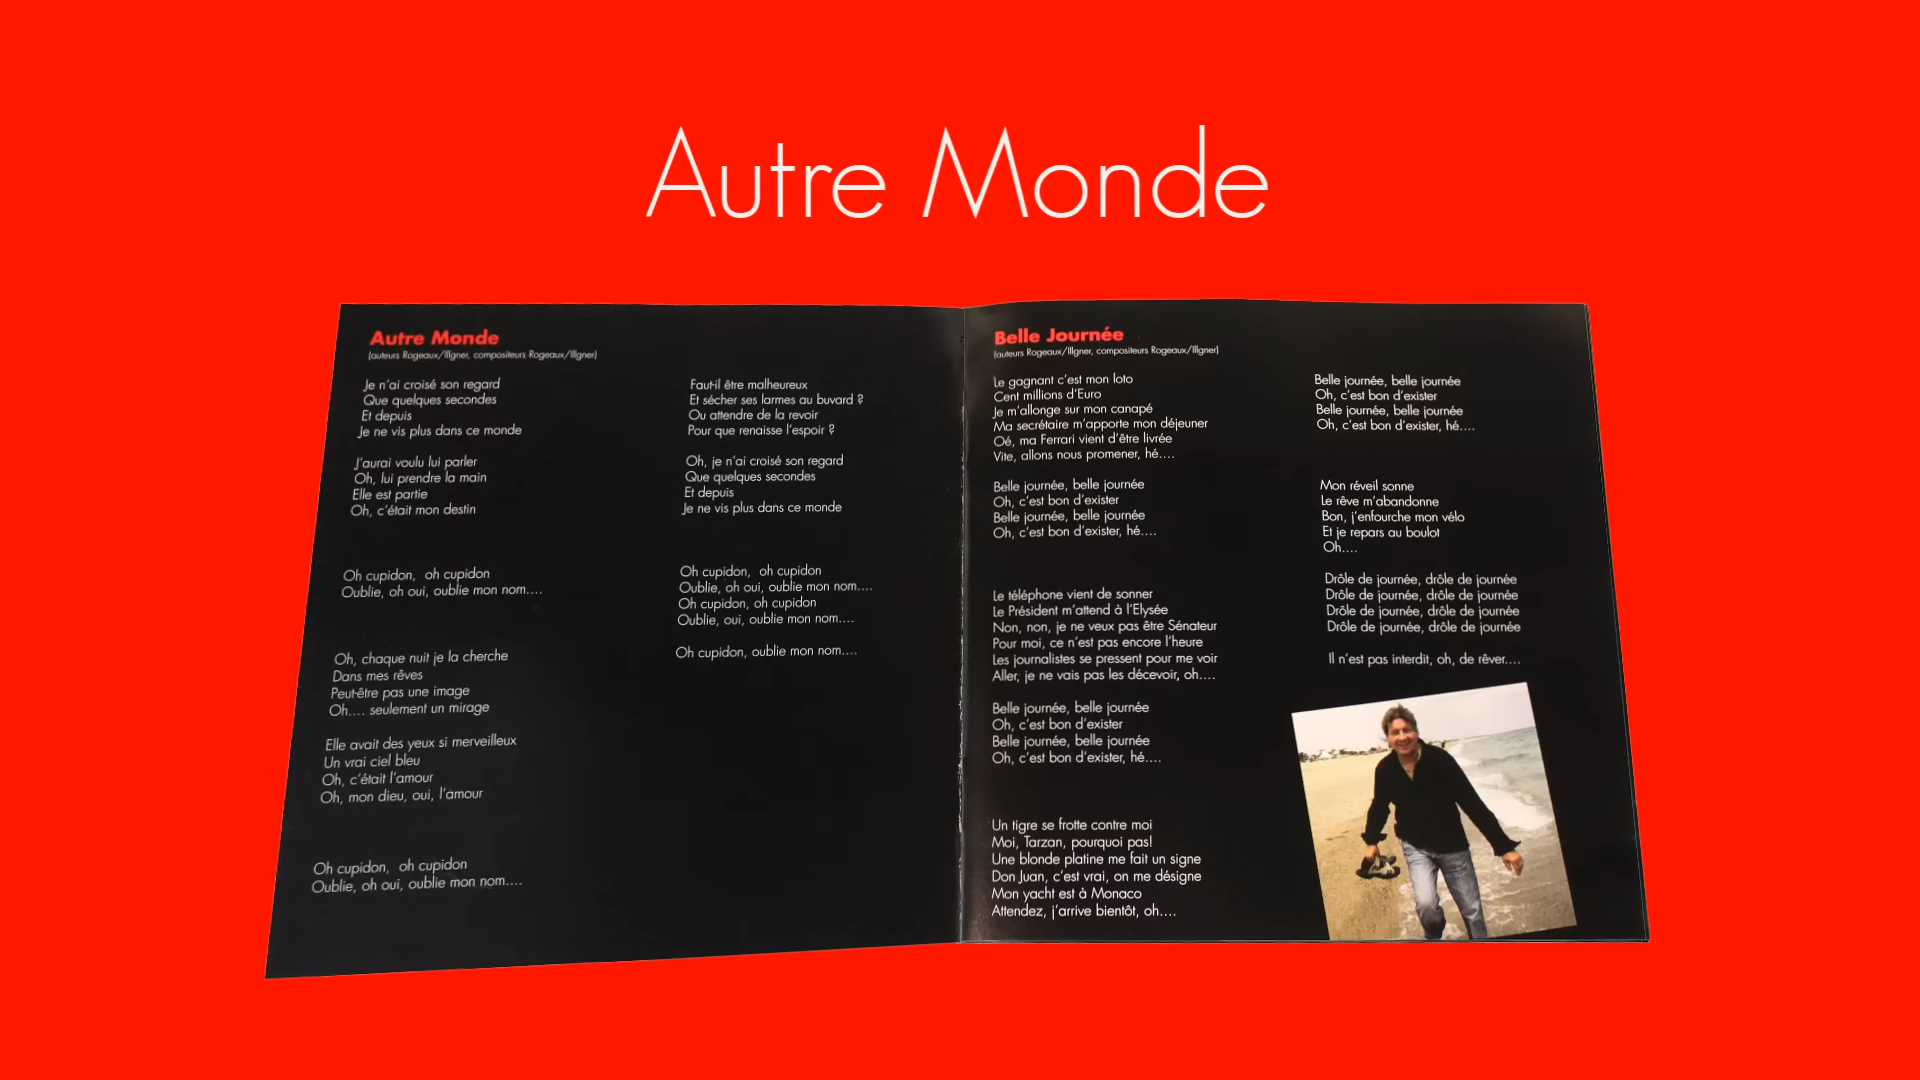 Autre Monde
Autre Monde
(auteurs Rogeaux/Illgner, compositeurs Rogeaux/Illgner)
Je n'ai croisé son regard
Que quelques secondes
Et depuis
Je ne vis plus dans ce monde
J'aurai voulu lui parler
Oh, lui prendre la main
Elle est partie
Oh, c'était mon destin
Oh cupidon, oh cupidon
Oublie, oh oui, oublie mon nom....
Oh, chaque nuit je la cherche
Dans mes rêves
Peut-être pas une image
Oh.... seulement un mirage
Elle avait des yeux si merveilleux
Un vrai ciel bleu
Oh, c'était l'amour
Oh, mon dieu, oui, l'amour
Oh cupidon, oh cupidon
Oublie, oh oui, oublie mon nom....
Faut-il être malheureux
Et sécher ses larmes au buvard ?
Ou attendre de la revoir
Pour que renaisse l'espoir ?
Oh, je n'ai croisé son regard
Que quelques secondes
Et depuis
Je ne vis plus dans ce monde
Oh cupidon, oh cupidon
Oublie, oh oui, oublie mon nom....
Oh cupidon, oh cupidon
Oublie, oui, oublie mon nom....
Oh cupidon, oublie mon nom....
Belle Journée
(auteurs Rogeaux/Illgner, compositeurs Rogeaux/Illgner)
Le gagnant c'est mon loto
Cent millions d'Euro
Je m'allonge sur mon canapé
Ma secrétaire m'apporte mon déjeuner
Oé, ma Ferrari vient d'être livrée
Vite, allons nous promener, hé....
Belle journée, belle journée
Oh, c'est bon d'exister
Belle journée, belle journée
Oh, c'est bon d'exister, hé....
Le téléphone vient de sonner
Le Président m'attend à l'Elysée
Non, non, je ne veux pas être Sénateur
Pour moi, ce n'est pas encore l'heure
Les journalistes se pressent pour me voir
Aller, je ne vais pas les décevoir, oh....
Belle journée, belle journée
Oh, c'est bon d'exister
Belle journée, belle journée
Oh, c'est bon d'exister, hé....
Un tigre se frotte contre moi
Moi, Tarzan, pourquoi pas!
Une blonde platine me fait un signe
Don Juan, c'est vrai, on me désigne
Mon yacht est à Monaco
Attendez, j'arrive bientôt, oh....
Belle journée, belle journée
Oh, c'est bon d'exister
Belle journée, belle journée
Oh, c'est bon d'exister, hé....
Mon réveil sonne
Le rêve m'abandonne
Bon, j'enfourche mon vélo
Et je repars au boulot
Oh....
Drôle de journée, drôle de journée
Drôle de journée, drôle de journée
Drôle de journée, drôle de journée
Drôle de journée, drôle de journée
Il n'est pas interdit, oh, de rêver....